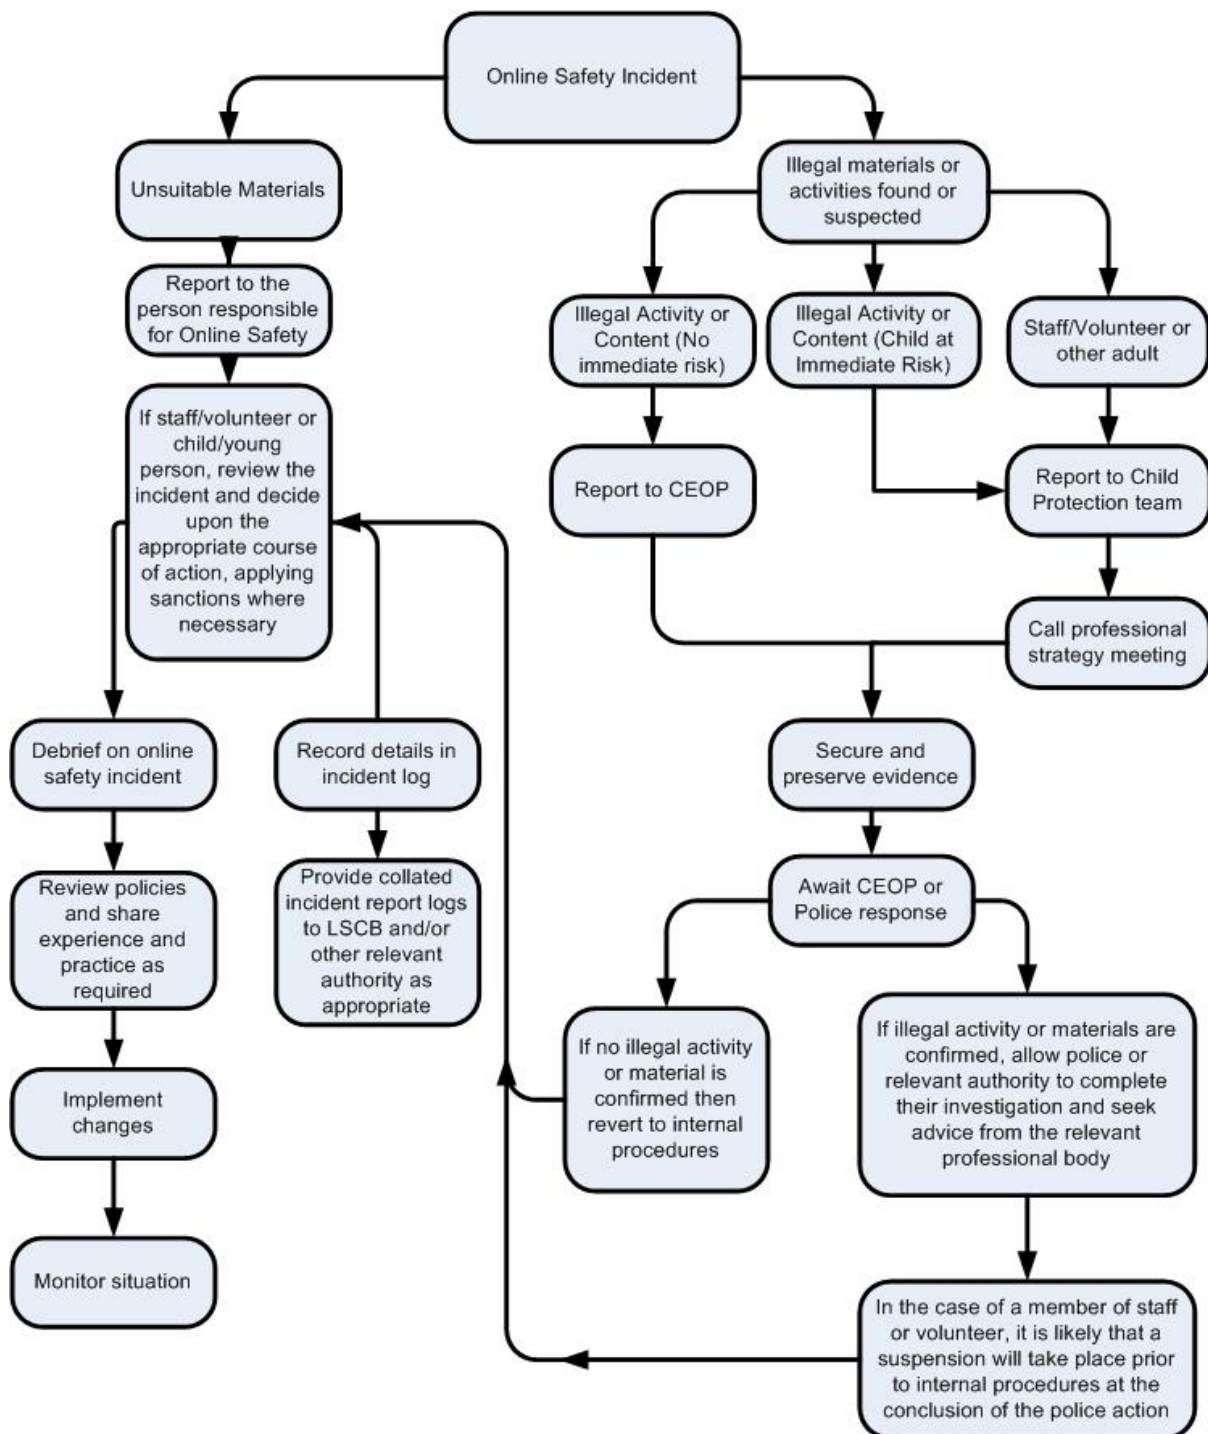 Online Safety Incident
Unsuitable Materials
Illegal materials or
activities found or
suspected
Report to the
person responsible
for Online Safety
Illegal Activity or
Content (No
immediate risk)
Illegal Activity or
Content (Child at
Immediate Risk)
Staff/Volunteer or
other adult
If staff/volunteer or
child/young
person, review the
incident and decide
upon the
appropriate course
of action, applying
sanctions where
necessary
Report to CEOP
Report to Child
Protection team
Call professional
strategy meeting
Debrief on online
safety incident
Record details in
incident log
Secure and
preserve evidence
Review policies
and share
experience and
practice as
required
Provide collated
incident report logs
to LSCB and/or
other relevant
authority as
appropriate
Await CEOP or
Police response
If no illegal activity
or material is
confirmed then
revert to internal
procedures
If illegal activity or materials are
confirmed, allow police or
relevant authority to complete
their investigation and seek
advice from the relevant
professional body
Implement
changes
Monitor situation
In the case of a member of staff
or volunteer, it is likely that a
suspension will take place prior
to internal procedures at the
conclusion of the police action